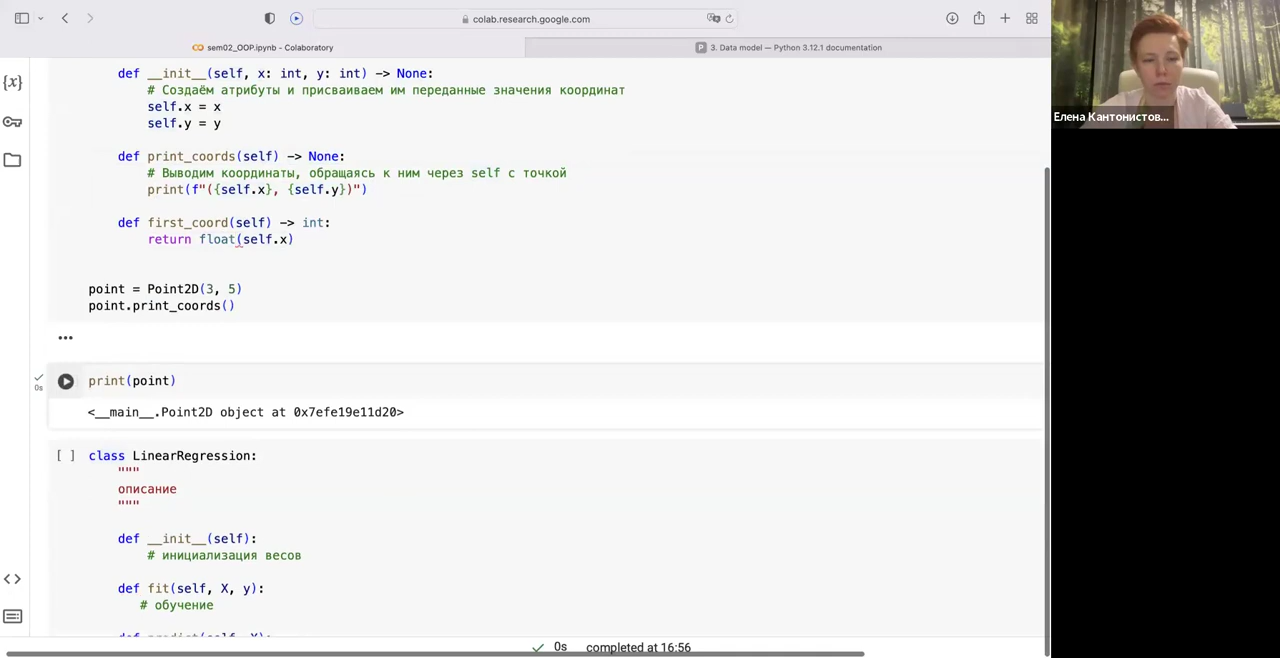 colab.research.google.com
sem02_OOP.ipynb - Colaboratory
3. Data model — Python 3.12.1 documentation
{x}
def __init__(self, x: int, y: int) -> None:
# Создаём атрибуты и присваиваем им переданные значения координат
self.x = x
self.y = y
def print_coords(self) -> None:
# Выводим координаты, обращаясь к ним через self с точкой
print(f"({self.x}, {self.y})")
def first_coord(self) -> int:
return float(self.x)
point = Point2D(3, 5)
point.print_coords()
print(point)
0s
<__main__.Point2D object at 0x7efe19e11d20>
[ ] class LinearRegression:
"""
описание
"""
def __init__(self):
# инициализация весов
def fit(self, X, y):
# обучение
def predict(self, X):
0s completed at 16:56
Елена Кантонистов...